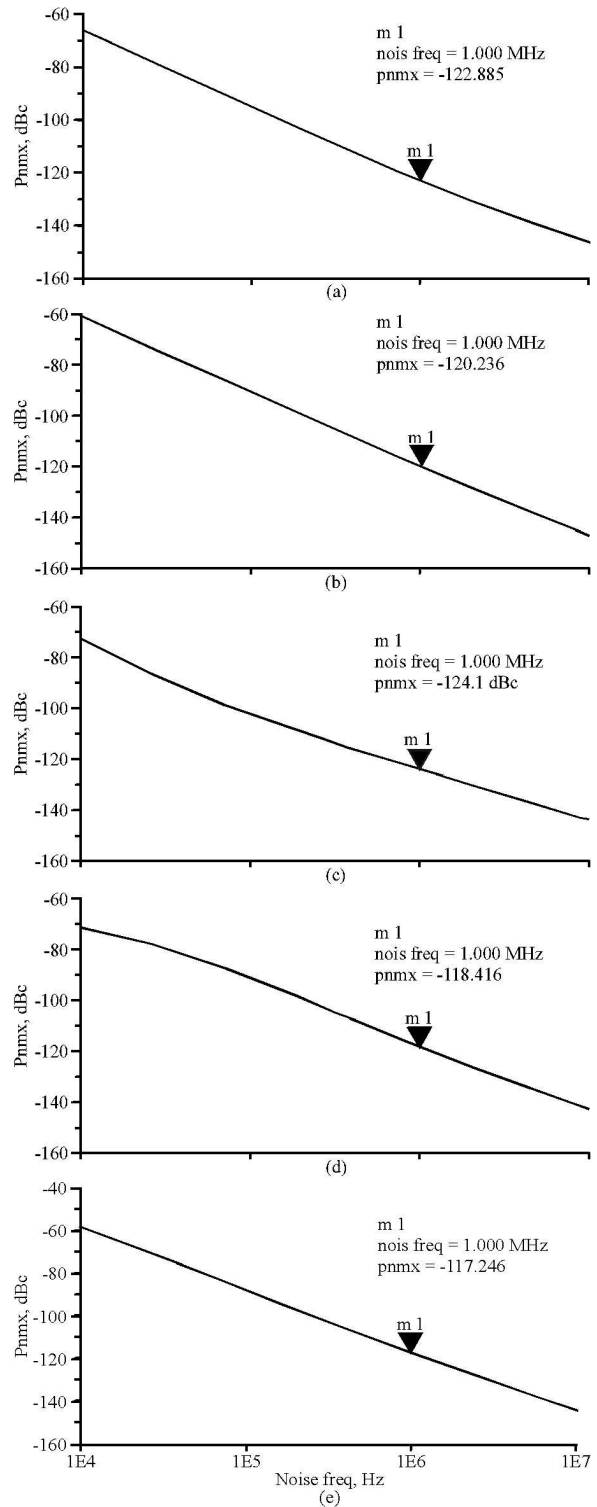 -60
-80
-100
-120
-140
-160
Pnmx, dBc
m 1
nois freq = 1.000 MHz
pnmx = -122.885
m 1
(a)
-60
-80
-100
-120
-140
-160
Pnmx, dBc
m 1
nois freq = 1.000 MHz
pnmx = -120.236
m 1
(b)
-60
-80
-100
-120
-140
-160
Pnmx, dBc
m 1
nois freq = 1.000 MHz
pnmx = -124.1 dBc
m 1
(c)
-60
-80
-100
-120
-140
-160
Pnmx, dBc
m 1
nois freq = 1.000 MHz
pnmx = -118.416
m 1
(d)
-40
-60
-80
-100
-120
-140
-160
Pnmx, dBc
m 1
nois freq = 1.000 MHz
pnmx = -117.246
m 1
1E4 1E5 1E6 1E7
Noise freq, Hz
(e)